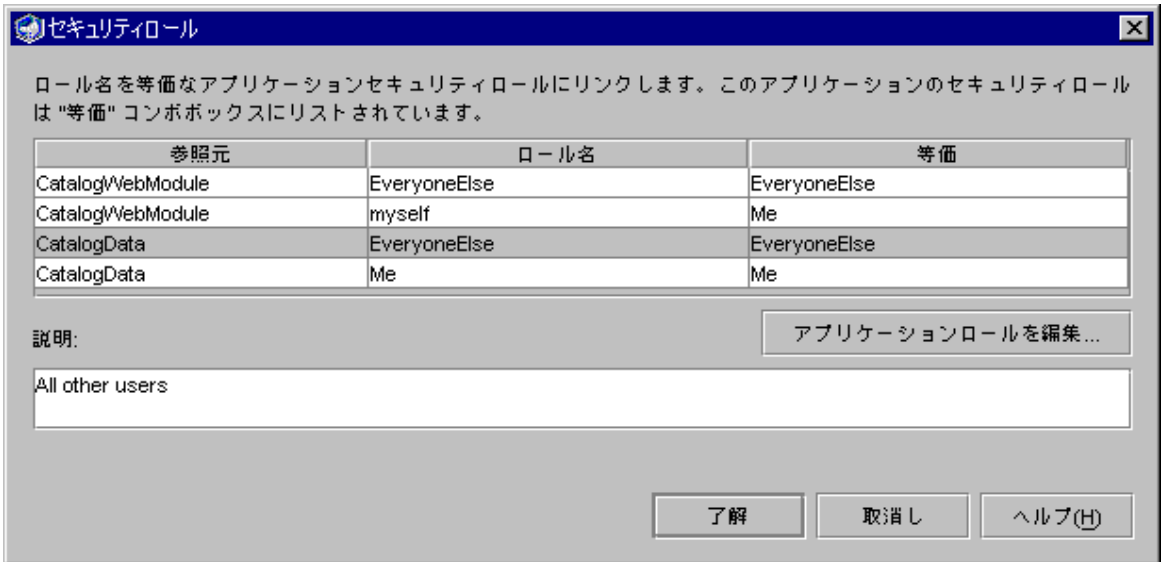 セキュリティロール
ロール名を等価なアプリケーションセキュリティロールにリンクします。このアプリケーションのセキュリティロール
は "等価" コンボボックスにリストされています。
参照元 ロール名 等価
CatalogWebModule EveryoneElse EveryoneElse
CatalogWebModule myself Me
CatalogData EveryoneElse EveryoneElse
CatalogData Me Me
説明: アプリケーションロールを編集...
All other users
了解 取消し ヘルプ(H)